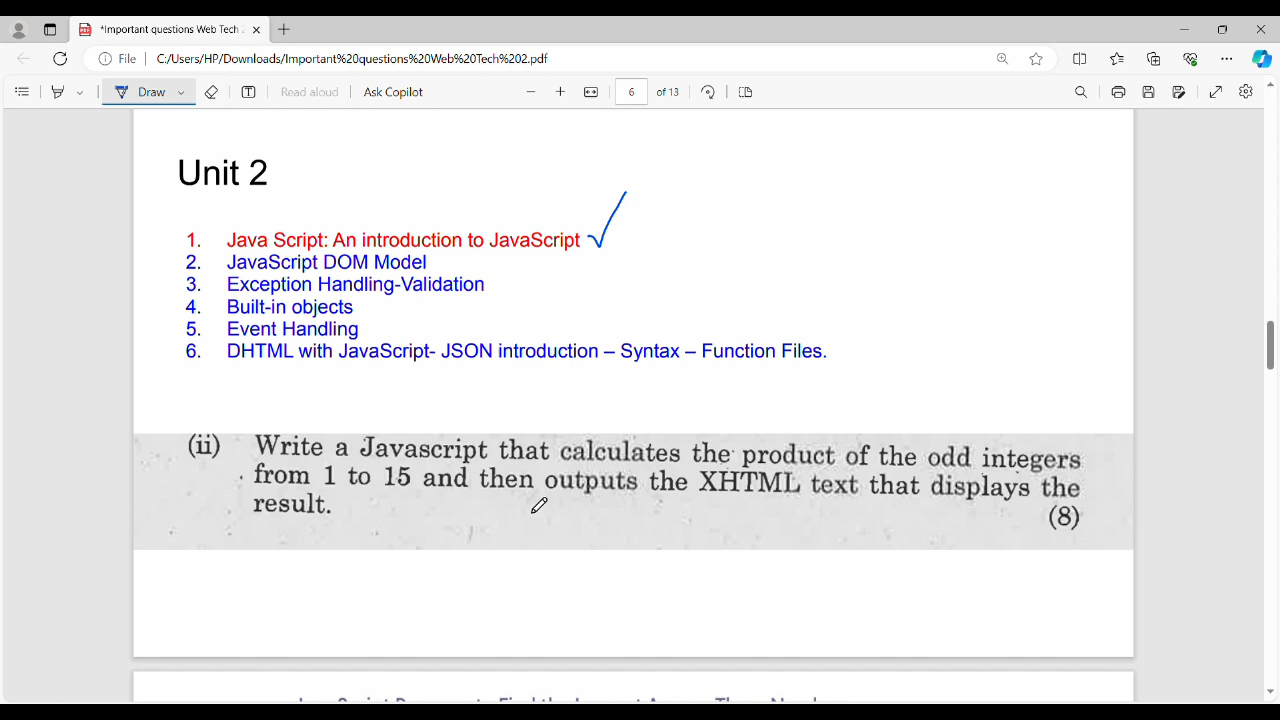 *Important questions Web Tech 2
File C:/Users/HP/Downloads/Important%20questions%20Web%20Tech%202.pdf
Draw Read aloud Ask Copilot 6 of 13
Unit 2
1. Java Script: An introduction to JavaScript
2. JavaScript DOM Model
3. Exception Handling-Validation
4. Built-in objects
5. Event Handling
6. DHTML with JavaScript- JSON introduction – Syntax – Function Files.
(ii) Write a Javascript that calculates the product of the odd integers
from 1 to 15 and then outputs the XHTML text that displays the
result.
(8)